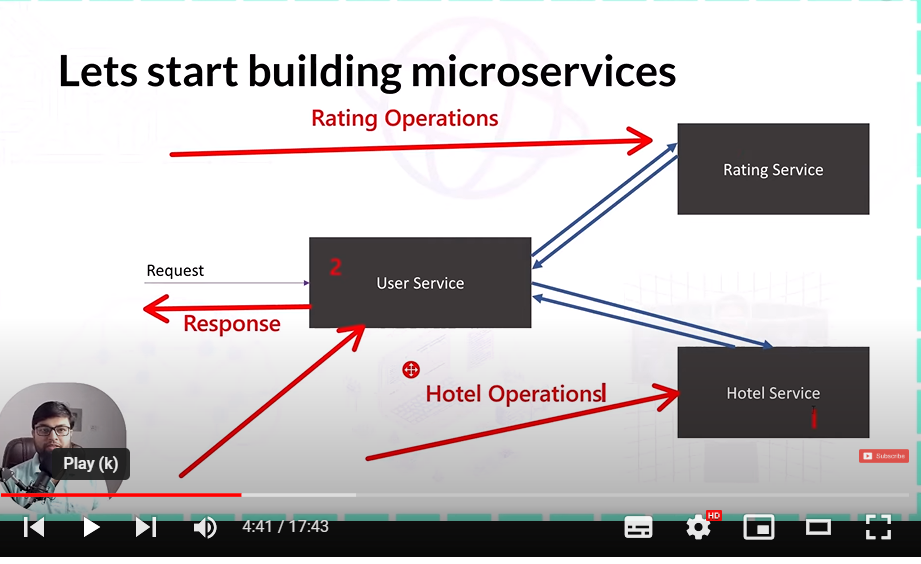 Lets start building microservices
Rating Operations
Rating Service
Request
2
User Service
Response
Hotel Operations
Hotel Service
1
Subscribe
Play (k)
4:41 / 17:43
HD